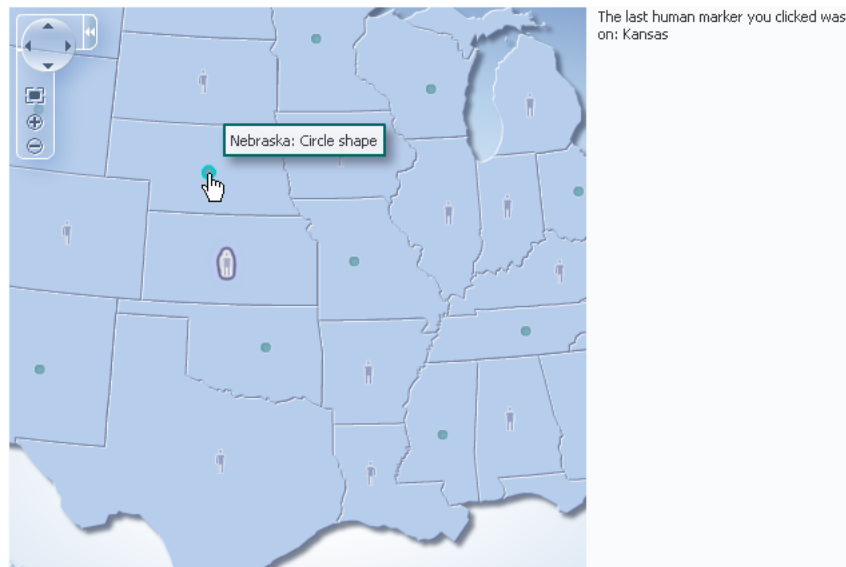 The last human marker you clicked was
on: Kansas
Nebraska: Circle shape